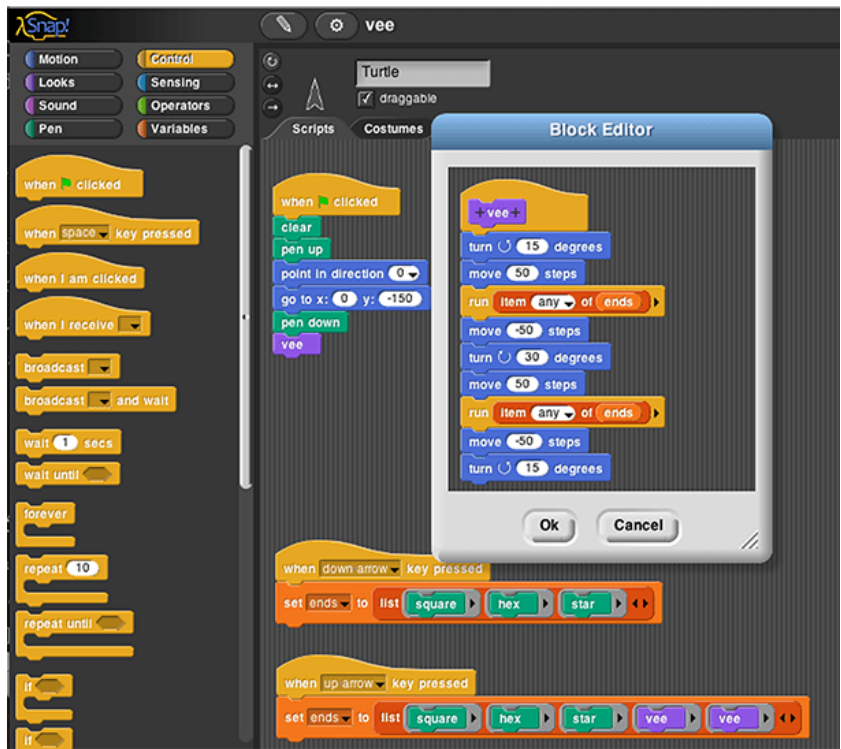 λSnap!
vee
Motion Control
Looks Sensing
Sound Operators
Pen Variables
when clicked
when space key pressed
when I am clicked
when I receive
broadcast
broadcast and wait
wait 1 secs
wait until
forever
repeat 10
repeat until
if
if
Turtle
draggable
Scripts Costumes
when clicked
clear
pen up
point in direction 0
go to x: 0 y: -150
pen down
vee
when down arrow key pressed
set ends to list square hex star
when up arrow key pressed
set ends to list square hex star vee vee
Block Editor
+vee+
turn ↺ 15 degrees
move 50 steps
run item any of ends
move -50 steps
turn ↻ 30 degrees
move 50 steps
run item any of ends
move -50 steps
turn ↺ 15 degrees
Ok Cancel